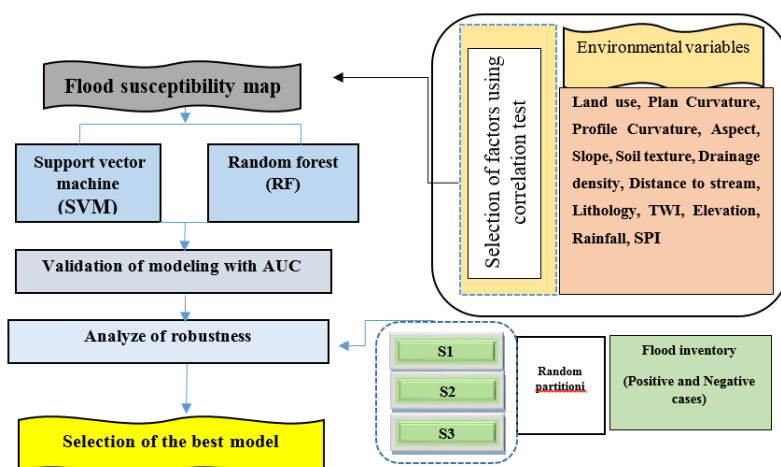 Flood susceptibility map
Support vector
machine
(SVM)
Random forest
(RF)
Validation of modeling with AUC
Analyze of robustness
Selection of the best model
Selection of factors using
correlation test
Environmental variables
Land use, Plan Curvature,
Profile Curvature, Aspect,
Slope, Soil texture, Drainage
density, Distance to stream,
Lithology, TWI, Elevation,
Rainfall, SPI
S1
S2
S3
Random
partitioni
Flood inventory
(Positive and Negative
cases)